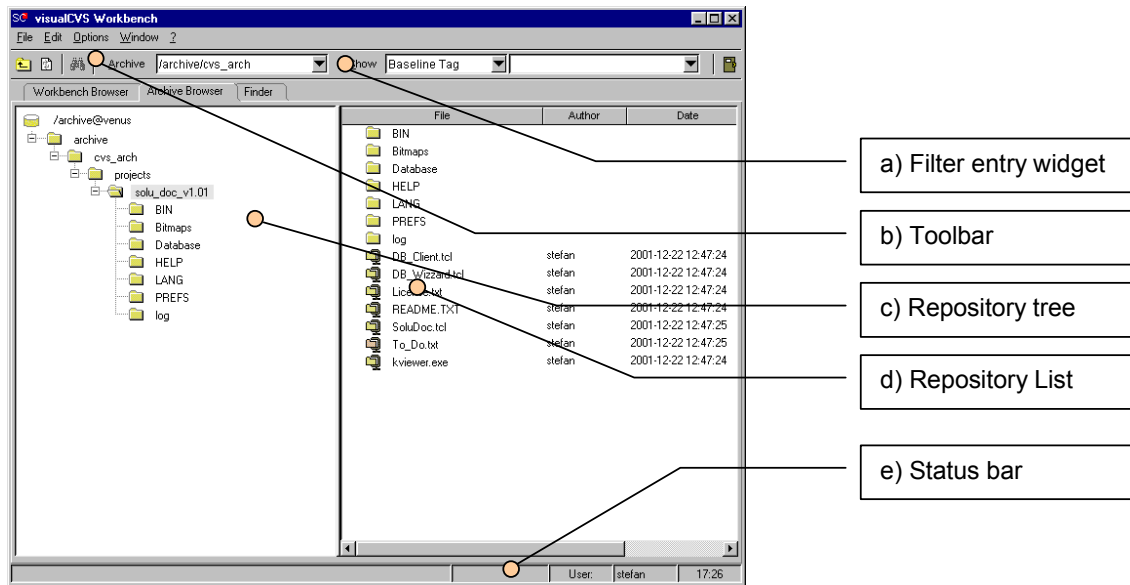 visualCVS Workbench
File Edit Options Window ?
Archive /archive/cvs_arch Show Baseline Tag
Workbench Browser Archive Browser Finder
/archive@venus
archive
cvs_arch
projects
solu_doc_v1.01
BIN
Bitmaps
Database
HELP
LANG
PREFS
log
File Author Date
BIN
Bitmaps
Database
HELP
LANG
PREFS
log
DB_Client.tcl stefan 2001-12-22 12:47:24
DB_Wizzard.tcl stefan 2001-12-22 12:47:24
License.txt stefan 2001-12-22 12:47:24
README.TXT stefan 2001-12-22 12:47:24
SoluDoc.tcl stefan 2001-12-22 12:47:25
To_Do.txt stefan 2001-12-22 12:47:25
kviewer.exe stefan 2001-12-22 12:47:24
User: stefan 17:26
a) Filter entry widget
b) Toolbar
c) Repository tree
d) Repository List
e) Status bar